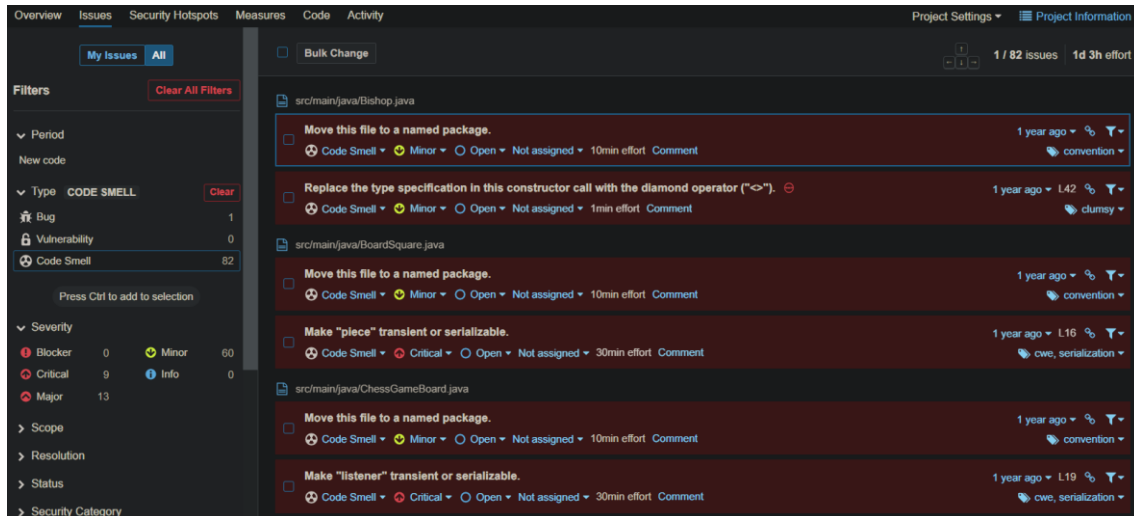 Overview Issues Security Hotspots Measures Code Activity Project Settings Project Information
My Issues All
Bulk Change
1 / 82 issues 1d 3h effort
Filters
Clear All Filters
Period
New code
Type CODE SMELL Clear
Bug 1
Vulnerability 0
Code Smell 82
Press Ctrl to add to selection
Severity
Blocker 0 Minor 60
Critical 9 Info 0
Major 13
Scope
Resolution
Status
Security Category
src/main/java/Bishop.java
Move this file to a named package. 1 year ago
Code Smell Minor Open Not assigned 10min effort Comment convention
Replace the type specification in this constructor call with the diamond operator ("<>"). 1 year ago L42
Code Smell Minor Open Not assigned 1min effort Comment clumsy
src/main/java/BoardSquare.java
Move this file to a named package. 1 year ago
Code Smell Minor Open Not assigned 10min effort Comment convention
Make "piece" transient or serializable. 1 year ago L16
Code Smell Critical Open Not assigned 30min effort Comment cwe, serialization
src/main/java/ChessGameBoard.java
Move this file to a named package. 1 year ago
Code Smell Minor Open Not assigned 10min effort Comment convention
Make "listener" transient or serializable. 1 year ago L19
Code Smell Critical Open Not assigned 30min effort Comment cwe, serialization